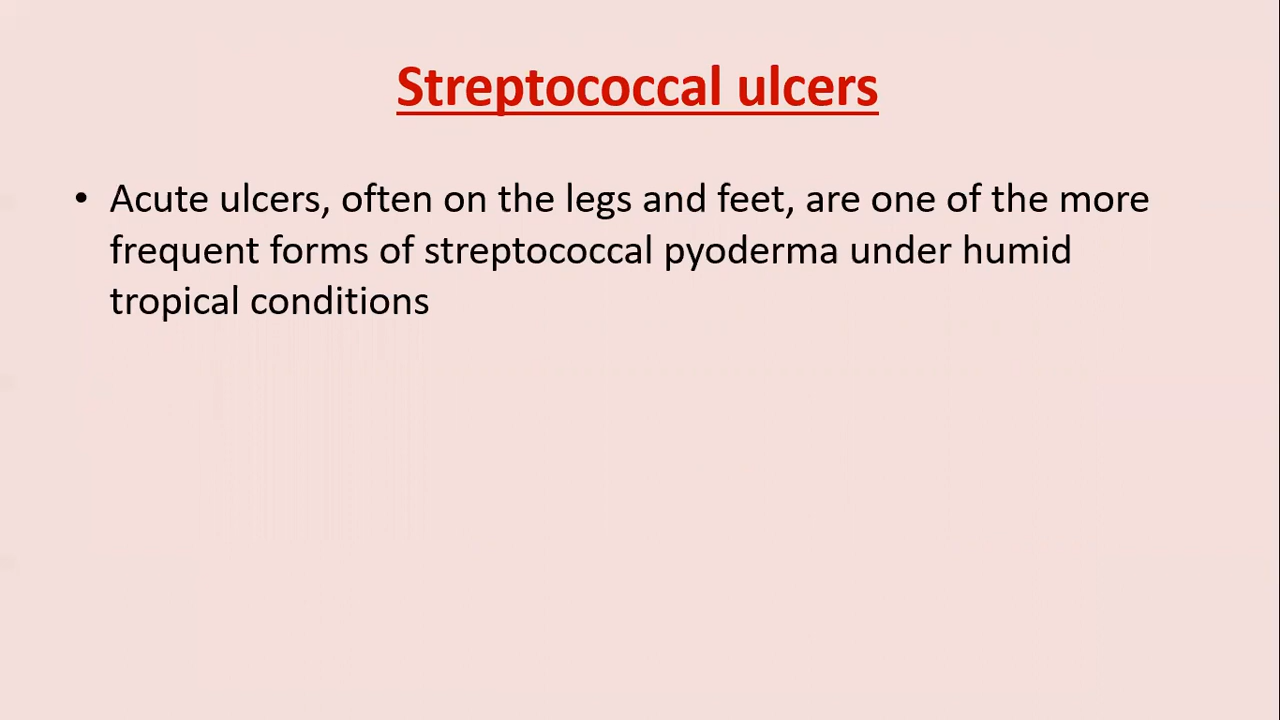 Streptococcal ulcers
• Acute ulcers, often on the legs and feet, are one of the more
frequent forms of streptococcal pyoderma under humid
tropical conditions